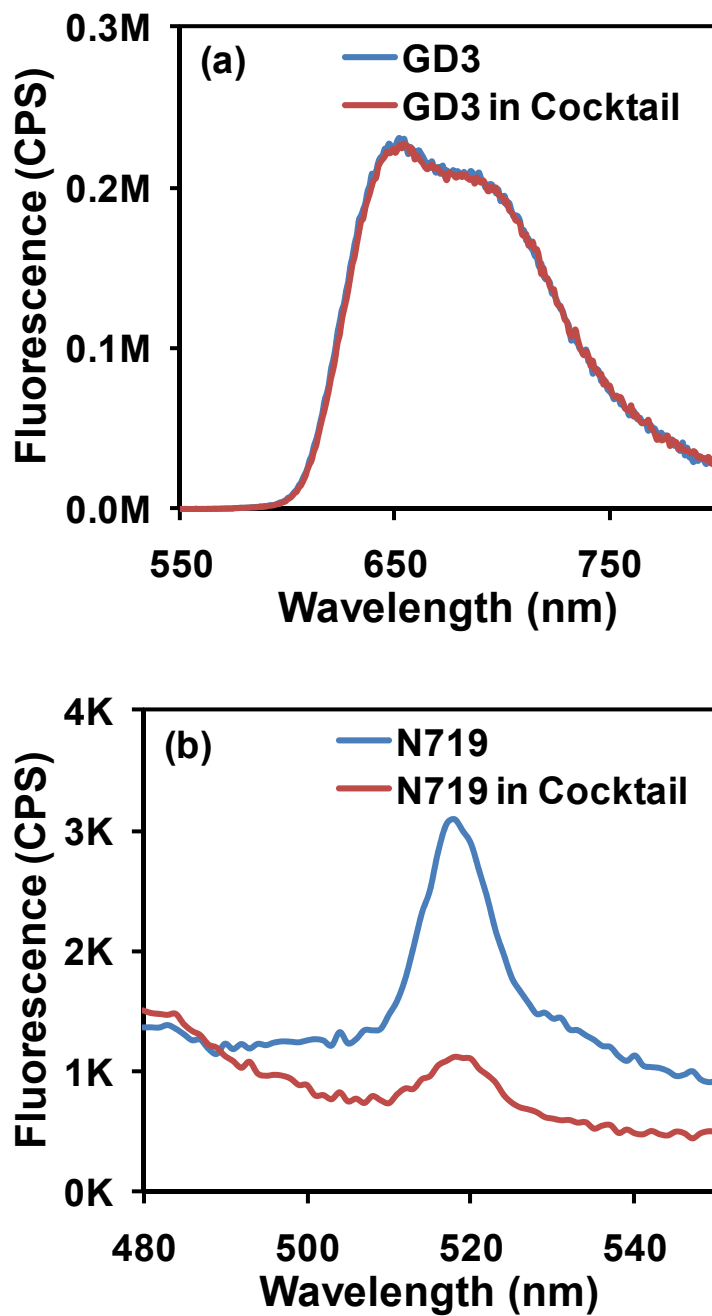 0.3M
(a)
GD3
GD3 in Cocktail
0.2M
0.1M
0.0M
Fluorescence (CPS)
550 650 750
Wavelength (nm)
4K
(b)
N719
N719 in Cocktail
3K
2K
1K
0K
Fluorescence (CPS)
480 500 520 540
Wavelength (nm)